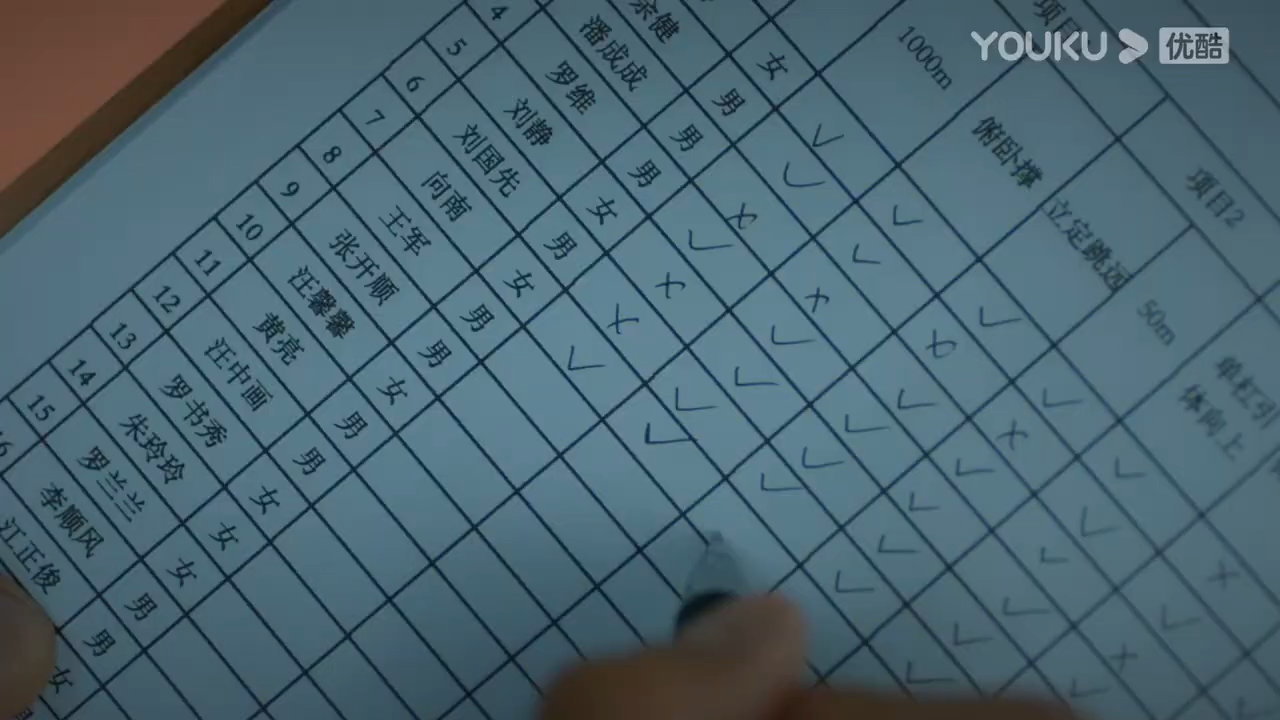 YOUKU 优酷
项目2
1000m
俯卧撑
立定跳远
50m
单杠引体向上
女
余健 男
潘成成 男
4 罗维 男
5 刘静 女
6 刘国先 男
7 向南 女
8 王军 男
9 张开顺 男
10 汪馨馨 女
11 黄亮 男
12 汪中画 男
13 罗书秀 女
14 朱玲玲 女
15 罗兰兰 女
16 李顺风 男
江正俊 男
女